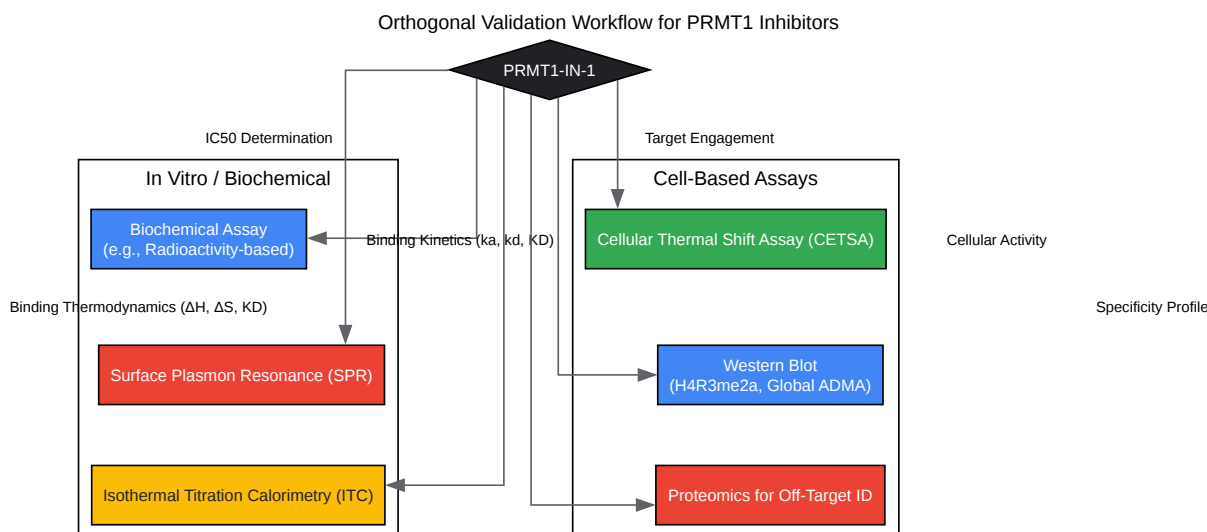 Orthogonal Validation Workflow for PRMT1 Inhibitors
PRMT1-IN-1
IC50 Determination
Target Engagement
In Vitro / Biochemical
Cell-Based Assays
Biochemical Assay
(e.g., Radioactivity-based)
Binding Kinetics (ka, kd, KD)
Cellular Thermal Shift Assay (CETSA)
Cellular Activity
Binding Thermodynamics (ΔH, ΔS, KD)
Specificity Profile
Surface Plasmon Resonance (SPR)
Western Blot
(H4R3me2a, Global ADMA)
Isothermal Titration Calorimetry (ITC)
Proteomics for Off-Target ID